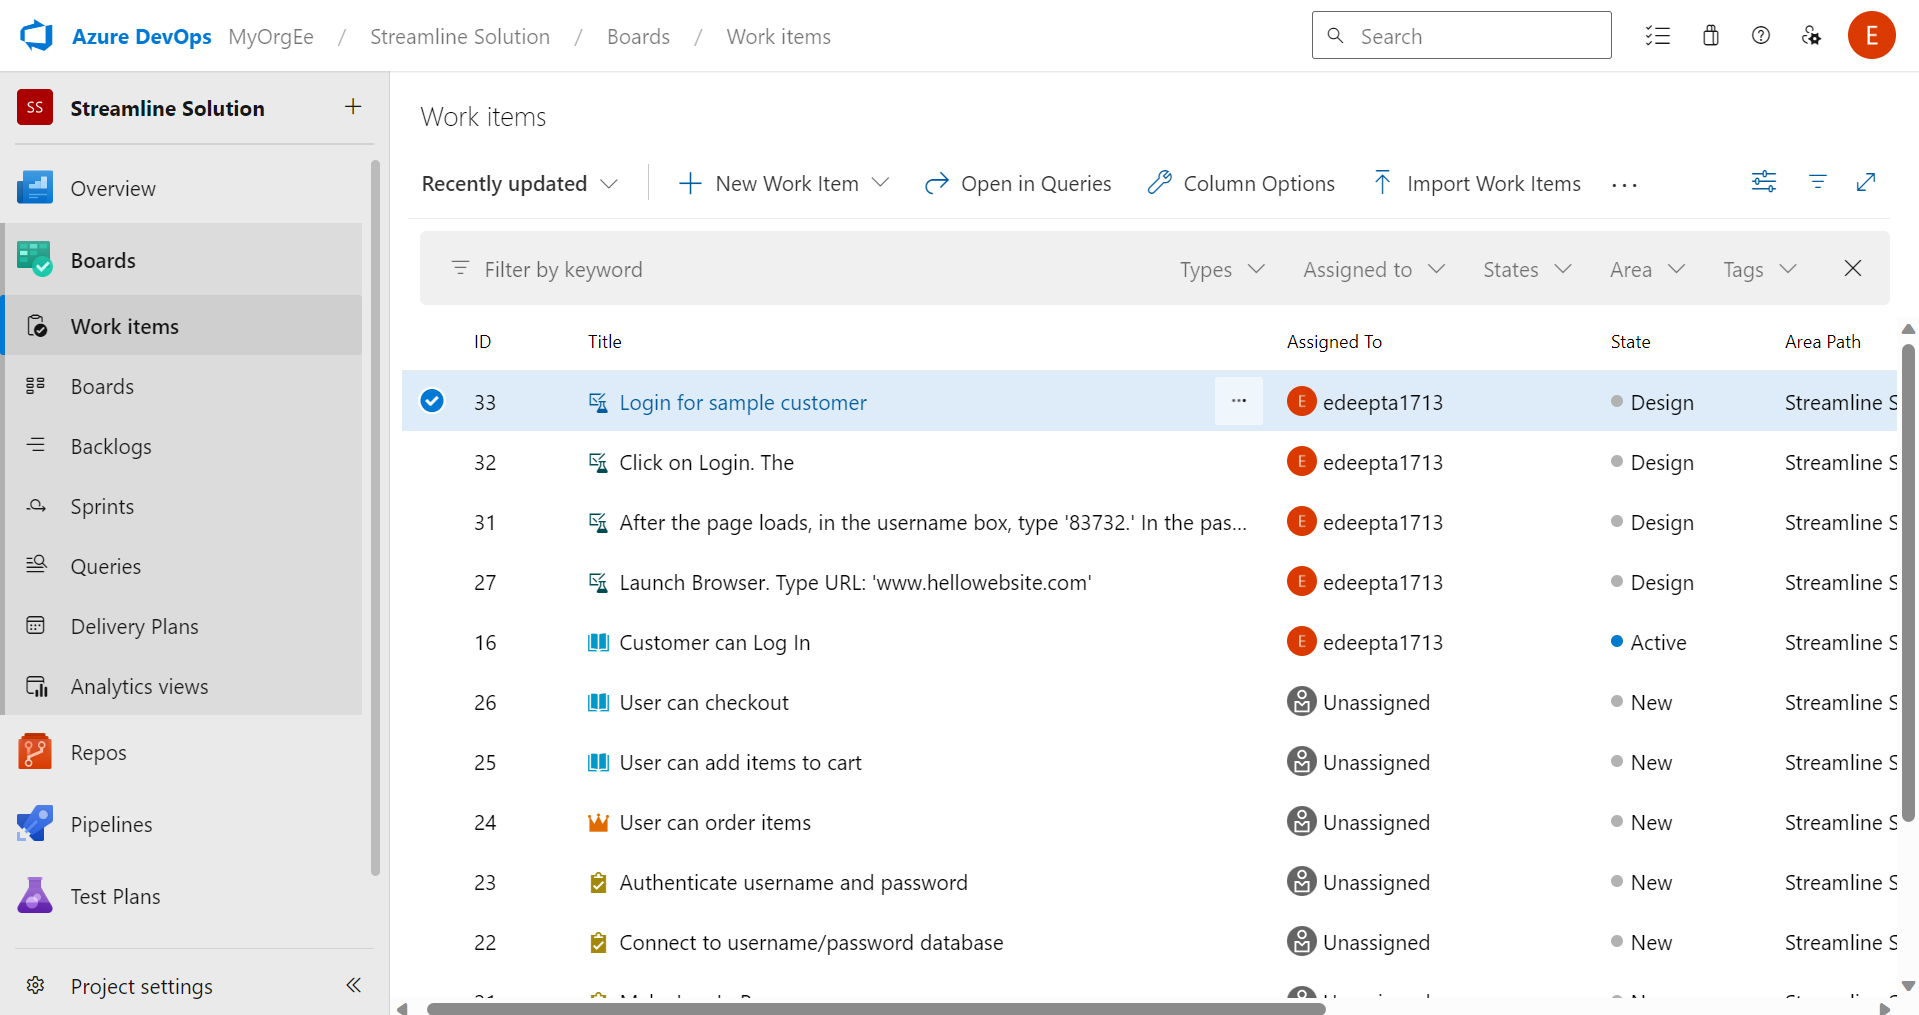 Azure DevOps MyOrgEe / Streamline Solution / Boards / Work items
Search
E
SS Streamline Solution +
Overview
Boards
Work items
Boards
Backlogs
Sprints
Queries
Delivery Plans
Analytics views
Repos
Pipelines
Test Plans
Project settings
Work items
Recently updated New Work Item Open in Queries Column Options Import Work Items ...
Filter by keyword Types Assigned to States Area Tags
ID Title Assigned To State Area Path
33 Login for sample customer ... E edeepta1713 Design Streamline S
32 Click on Login. The E edeepta1713 Design Streamline S
31 After the page loads, in the username box, type '83732.' In the pas... E edeepta1713 Design Streamline S
27 Launch Browser. Type URL: 'www.hellowebsite.com' E edeepta1713 Design Streamline S
16 Customer can Log In E edeepta1713 Active Streamline S
26 User can checkout Unassigned New Streamline S
25 User can add items to cart Unassigned New Streamline S
24 User can order items Unassigned New Streamline S
23 Authenticate username and password Unassigned New Streamline S
22 Connect to username/password database Unassigned New Streamline S